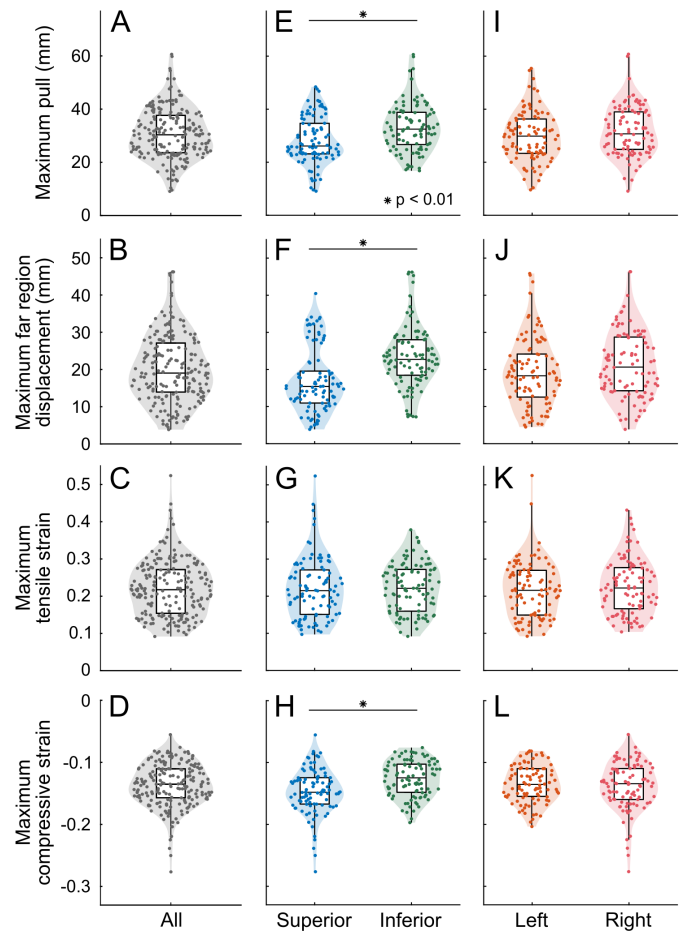 A
E
*
I
Maximum pull (mm)
60
40
20
0
* p < 0.01
B
F
*
J
Maximum far region
displacement (mm)
50
40
30
20
10
0
C
G
K
Maximum
tensile strain
0.5
0.4
0.3
0.2
0.1
0
D
H
*
L
Maximum
compressive strain
0
-0.1
-0.2
-0.3
All
Superior
Inferior
Left
Right